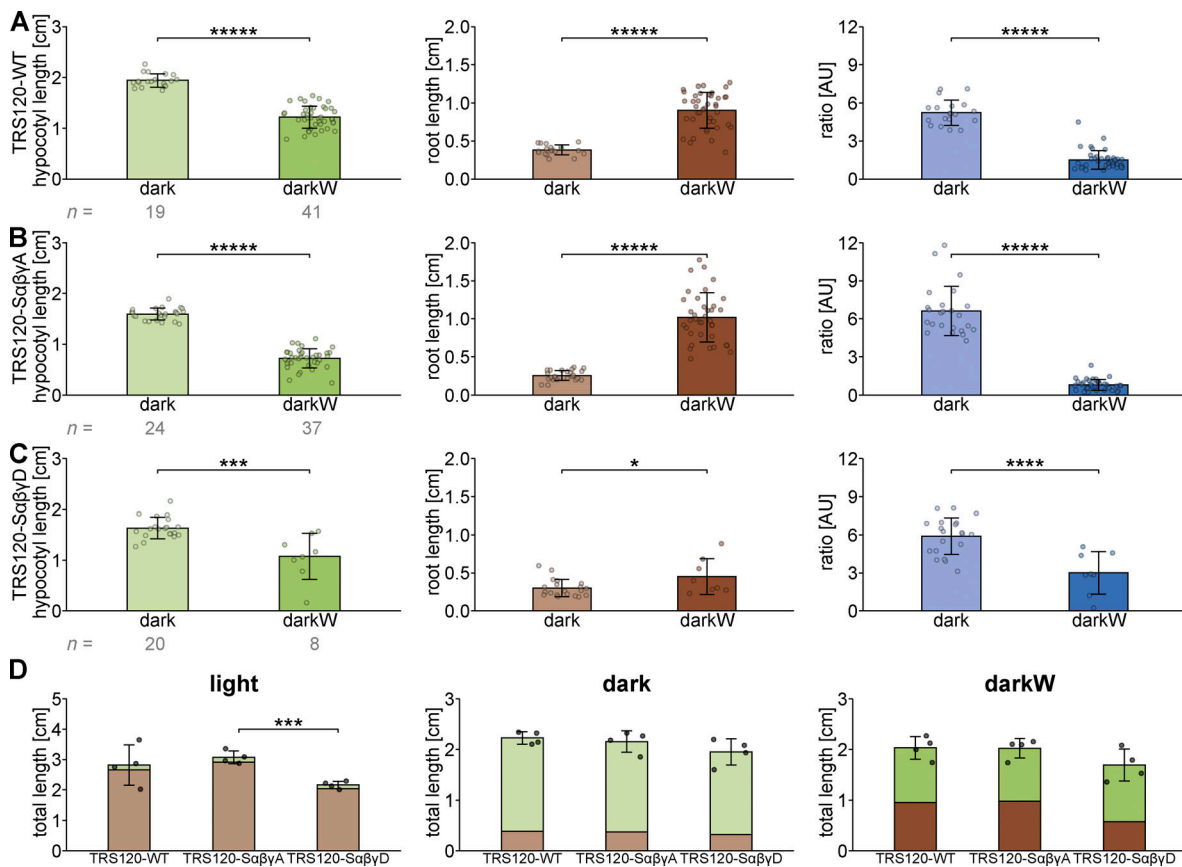 A
TRS120-WT
hypocotyl length [cm]
3
2
1
0
*****
dark
darkW
n =
19
41
root length [cm]
2.0
1.5
1.0
0.5
0.0
*****
dark
darkW
ratio [AU]
12
9
6
3
0
*****
dark
darkW
B
TRS120-SαβγA
hypocotyl length [cm]
3
2
1
0
*****
dark
darkW
n =
24
37
root length [cm]
2.0
1.5
1.0
0.5
0.0
*****
dark
darkW
ratio [AU]
12
9
6
3
0
*****
dark
darkW
C
TRS120-SαβγD
hypocotyl length [cm]
3
2
1
0
***
dark
darkW
n =
20
8
root length [cm]
2.0
1.5
1.0
0.5
0.0
*
dark
darkW
ratio [AU]
12
9
6
3
0
****
dark
darkW
D
light
total length [cm]
5
4
3
2
1
0
***
TRS120-WT TRS120-SαβγA TRS120-SαβγD
dark
total length [cm]
3
2
1
0
TRS120-WT TRS120-SαβγA TRS120-SαβγD
darkW
total length [cm]
3
2
1
0
TRS120-WT TRS120-SαβγA TRS120-SαβγD